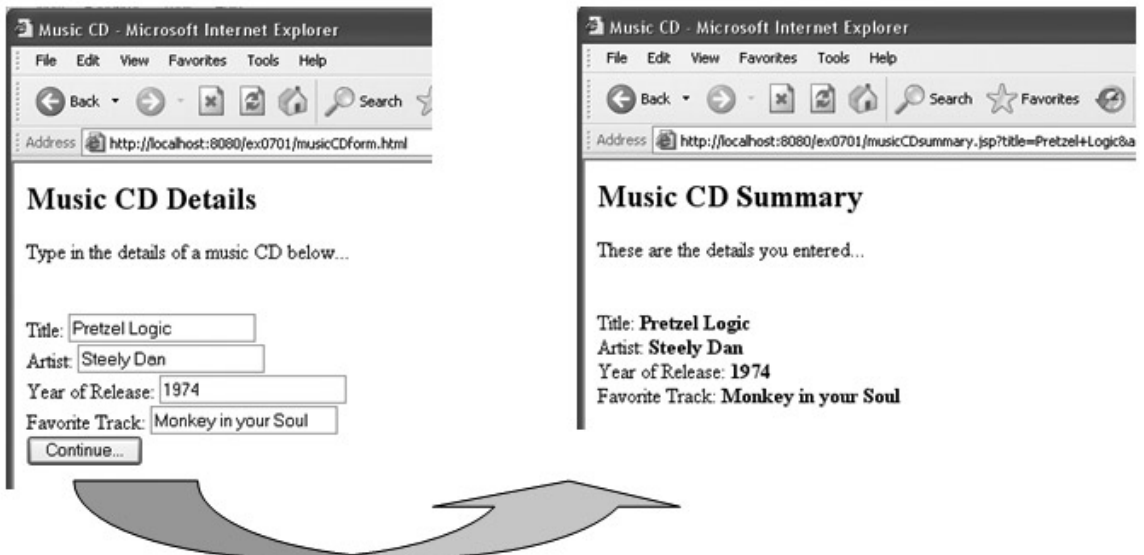 Music CD - Microsoft Internet Explorer
File Edit View Favorites Tools Help
Back Search
Address http://localhost:8080/ex0701/musicCDform.html
Music CD Details
Type in the details of a music CD below...
Title: Pretzel Logic
Artist: Steely Dan
Year of Release: 1974
Favorite Track: Monkey in your Soul
Continue...
Music CD - Microsoft Internet Explorer
File Edit View Favorites Tools Help
Back Search Favorites
Address http://localhost:8080/ex0701/musicCDsummary.jsp?title=Pretzel+Logic&a
Music CD Summary
These are the details you entered...
Title: Pretzel Logic
Artist: Steely Dan
Year of Release: 1974
Favorite Track: Monkey in your Soul